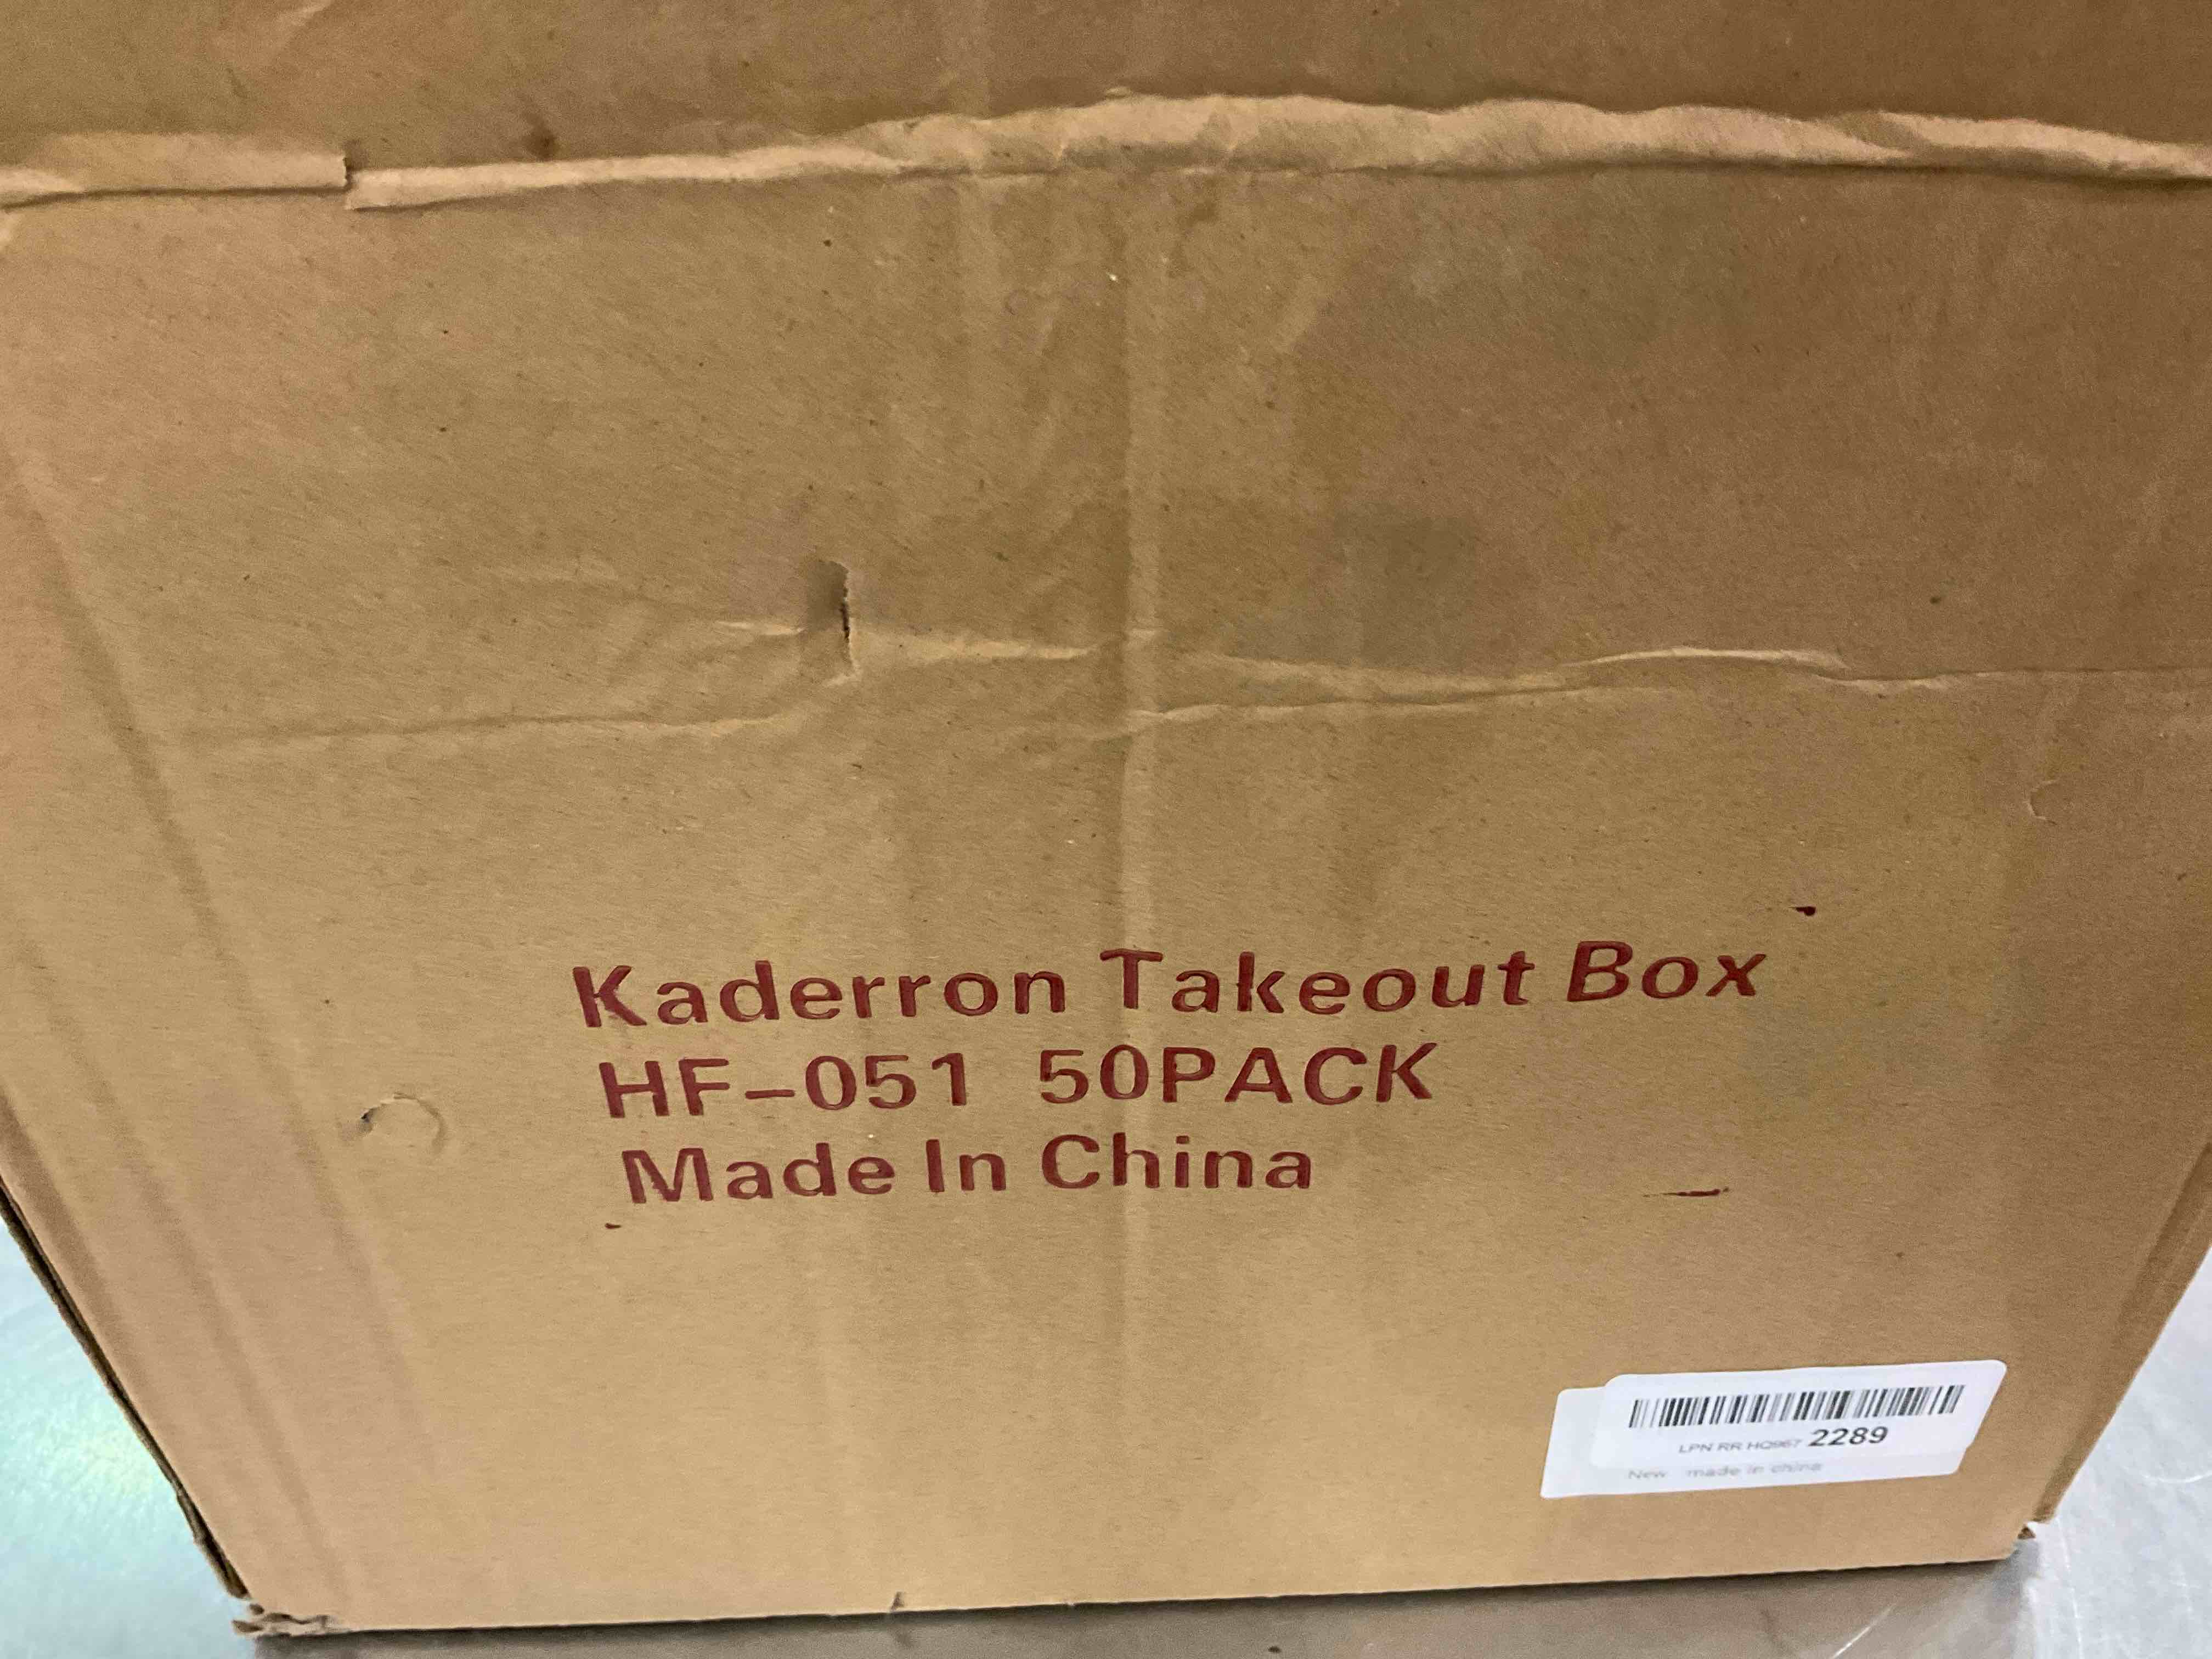 Kaderron Takeout Box
HF-051 50PACK
Made In China
LPN RR HQ967 2289
New made in china